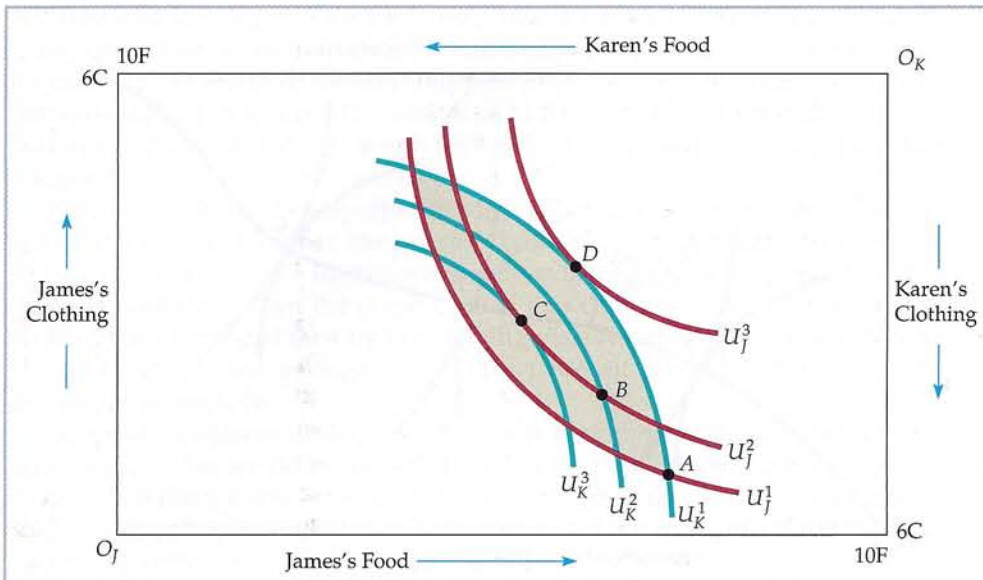 10F
Karen's Food
O_K
6C
D
James's Clothing
Karen's Clothing
C
U_J^3
B
U_J^2
A
U_K^3
U_K^2
U_K^1
U_J^1
O_J
James's Food
10F
6C